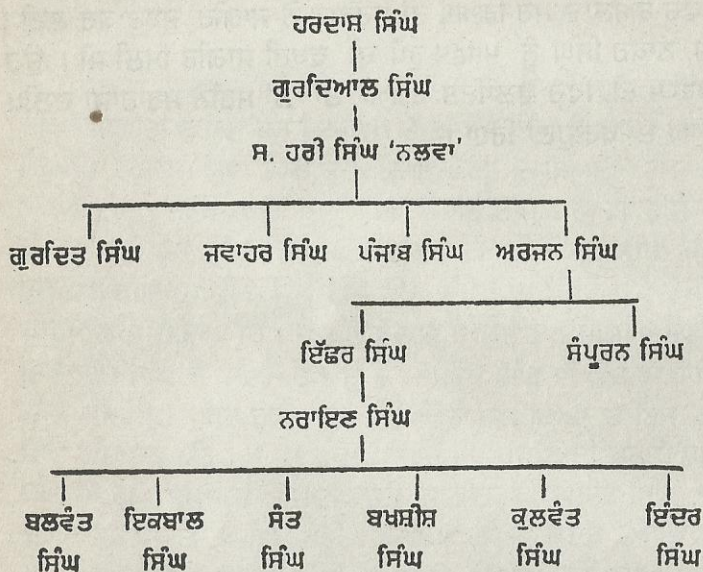 ਹਰਦਾਸ ਸਿੰਘ
ਗੁਰਦਿਆਲ ਸਿੰਘ
ਸ. ਹਰੀ ਸਿੰਘ ‘ਨਲਵਾ’
ਗੁਰਦਿਤ ਸਿੰਘ ਜਵਾਹਰ ਸਿੰਘ ਪੰਜਾਬ ਸਿੰਘ ਅਰਜਨ ਸਿੰਘ
ਇੱਛਰ ਸਿੰਘ ਸੰਪੂਰਨ ਸਿੰਘ
ਨਰਾਇਣ ਸਿੰਘ
ਬਲਵੰਤ ਇਕਬਾਲ ਸੰਤ ਬਖਸ਼ੀਸ਼ ਕੁਲਵੰਤ ਇੰਦਰ
ਸਿੰਘ ਸਿੰਘ ਸਿੰਘ ਸਿੰਘ ਸਿੰਘ ਸਿੰਘ